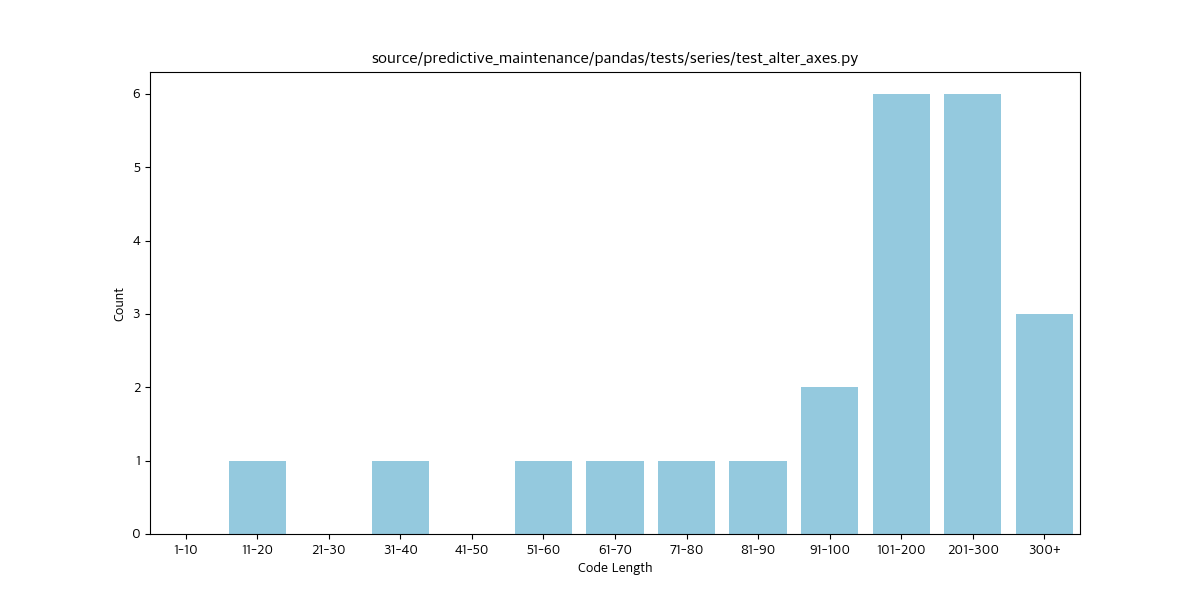 source/predictive_maintenance/pandas/tests/series/test_alter_axes.py
6
5
4
3
2
1
0
Count
1-10 11-20 21-30 31-40 41-50 51-60 61-70 71-80 81-90 91-100 101-200 201-300 300+
Code Length